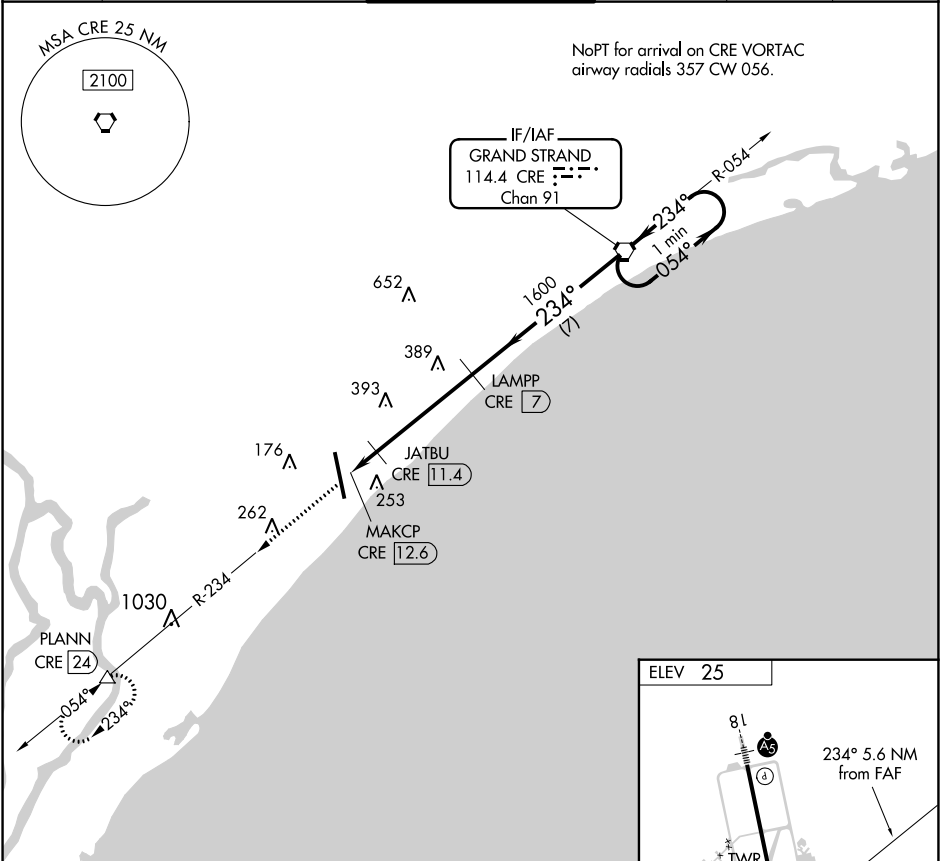 MSA CRE 25 NM
2100
NoPT for arrival on CRE VORTAC
airway radials 357 CW 056.
IF/IAF
GRAND STRAND
114.4 CRE
Chan 91
R-054
234°
1 min
054°
1600
234°
(7)
652
389
LAMPP
CRE 7
393
JATBU
CRE 11.4
176
253
262
MAKCP
CRE 12.6
R-234
1030
PLANN
CRE 24
054°
234°
ELEV 25
18
A5
P
234° 5.6 NM
from FAF
TWR